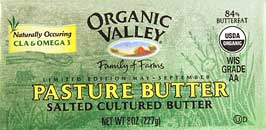 ORGANIC
VALLEY
Family of Farms
Naturally Occuring
CLA & OMEGA 3
84%
BUTTERFAT
USDA
ORGANIC
WIS
GRADE
AA
LIMITED EDITION MAY-SEPTEMBER
PASTURE BUTTER
SALTED CULTURED BUTTER
NET WT 8OZ (227g)
U D